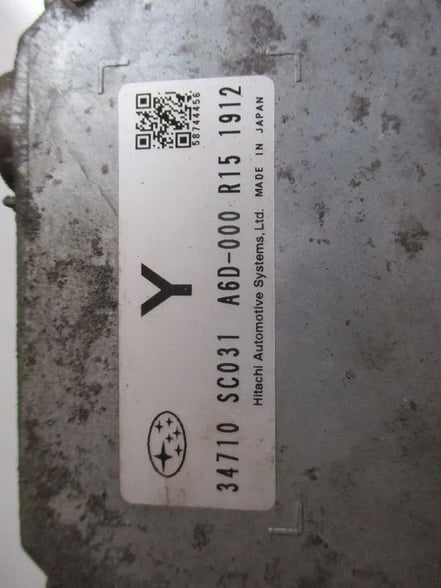 58744456
Y
34710 SC031 A6D-000 R15 1912
Hitachi Automotive Systems,Ltd. MADE IN JAPAN